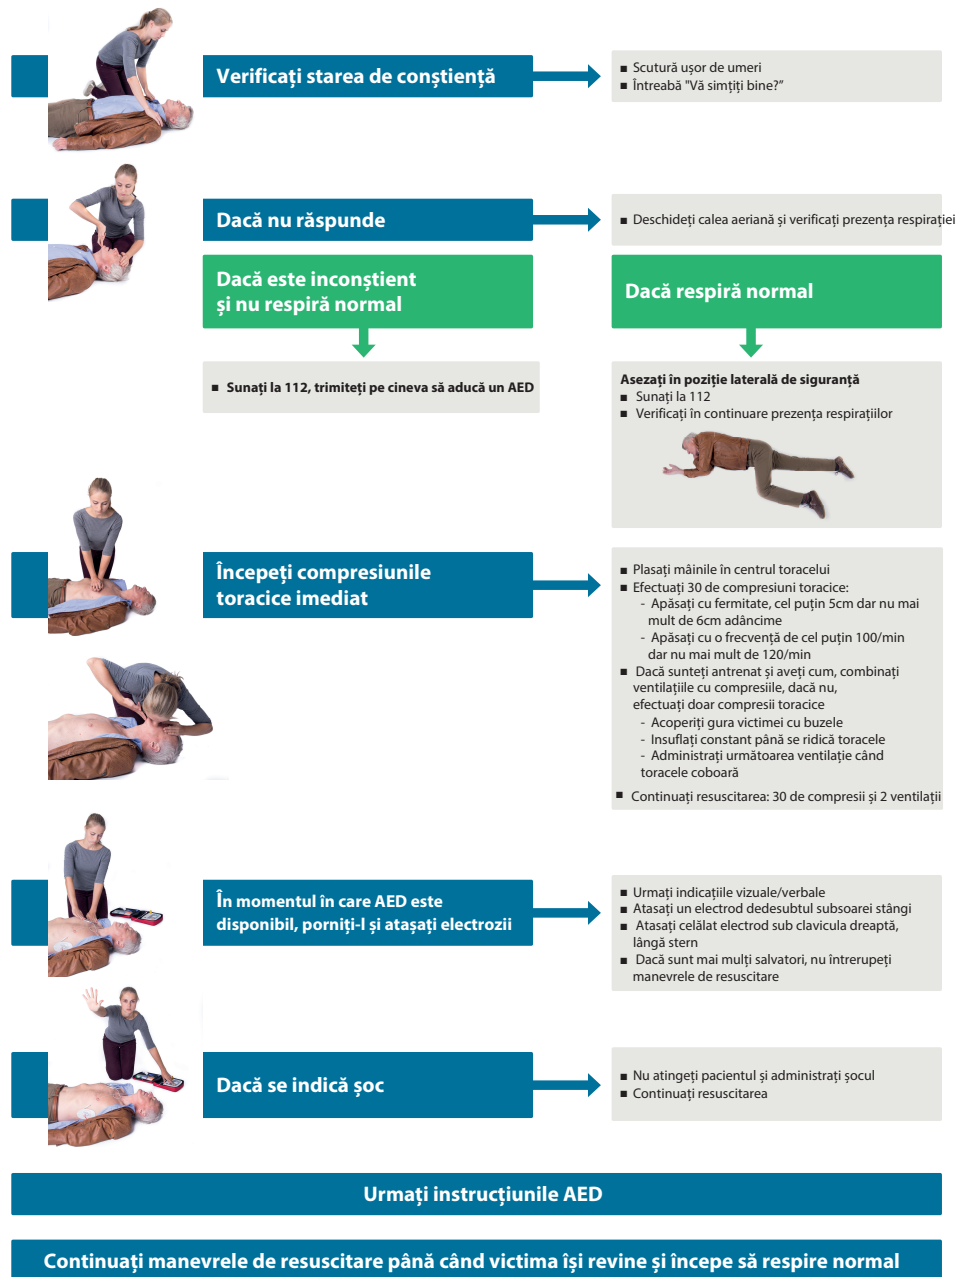 Verificați starea de conștiență
■ Scutură ușor de umeri
■ Întreabă "Vă simțiți bine?”
Dacă nu răspunde
■ Deschideți calea aeriană și verificați prezența respirației
Dacă este inconștient
și nu respiră normal
■ Sunați la 112, trimiteți pe cineva să aducă un AED
Dacă respiră normal
Asezați în poziție laterală de siguranță
■ Sunați la 112
■ Verificați în continuare prezența respirațiilor
Începeți compresiunile
toracice imediat
■ Plasați mâinile în centrul toracelui
■ Efectuați 30 de compresiuni toracice:
- Apăsați cu fermitate, cel puțin 5cm dar nu mai
mult de 6cm adâncime
- Apăsați cu o frecvență de cel puțin 100/min
dar nu mai mult de 120/min
■ Dacă sunteți antrenat și aveți cum, combinați
ventilațiile cu compresiile, dacă nu,
efectuați doar compresii toracice
- Acoperiți gura victimei cu buzele
- Insuflați constant până se ridică toracele
- Administrați următoarea ventilație când
toracele coboară
■ Continuați resuscitarea: 30 de compresii și 2 ventilații
În momentul în care AED este
disponibil, porniți-l și atașați electrozii
■ Urmați indicațiile vizuale/verbale
■ Atasați un electrod dedesubtul subsoarei stângi
■ Atasați celălat electrod sub clavicula dreaptă,
lângă stern
■ Dacă sunt mai mulți salvatori, nu întrerupeți
manevrele de resuscitare
Dacă se indică șoc
■ Nu atingeți pacientul și administrați șocul
■ Continuați resuscitarea
Urmați instrucțiunile AED
Continuați manevrele de resuscitare până când victima își revine și începe să respire normal